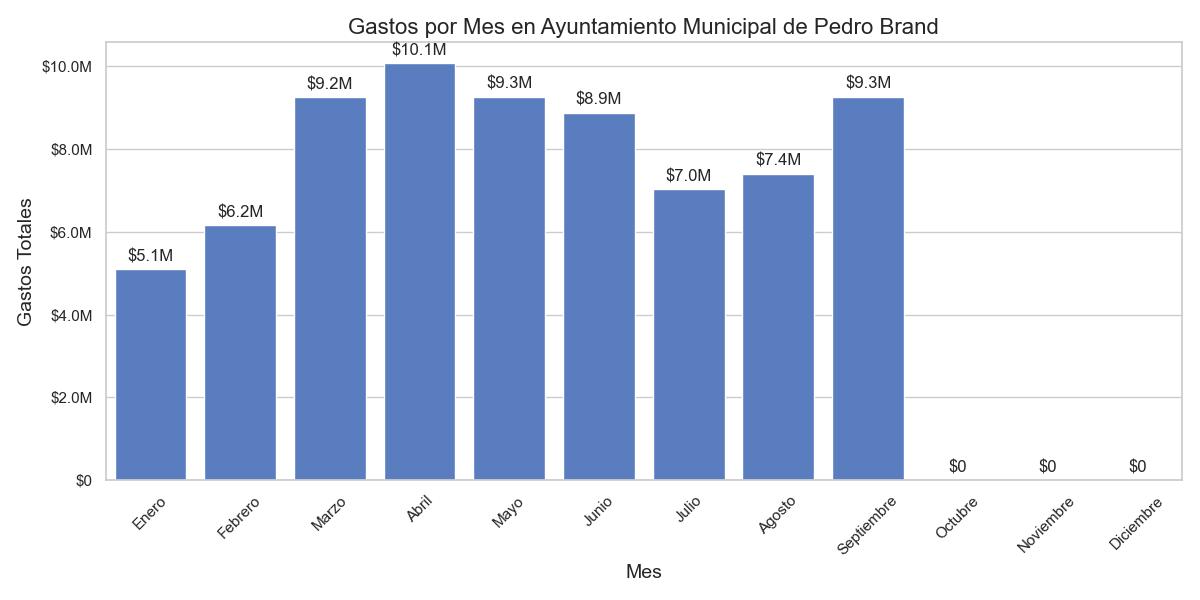 Gastos por Mes en Ayuntamiento Municipal de Pedro Brand
Gastos Totales
$10.0M
$8.0M
$6.0M
$4.0M
$2.0M
$0
$5.1M
$6.2M
$9.2M
$10.1M
$9.3M
$8.9M
$7.0M
$7.4M
$9.3M
$0
$0
$0
Enero
Febrero
Marzo
Abril
Mayo
Junio
Julio
Agosto
Septiembre
Octubre
Noviembre
Diciembre
Mes